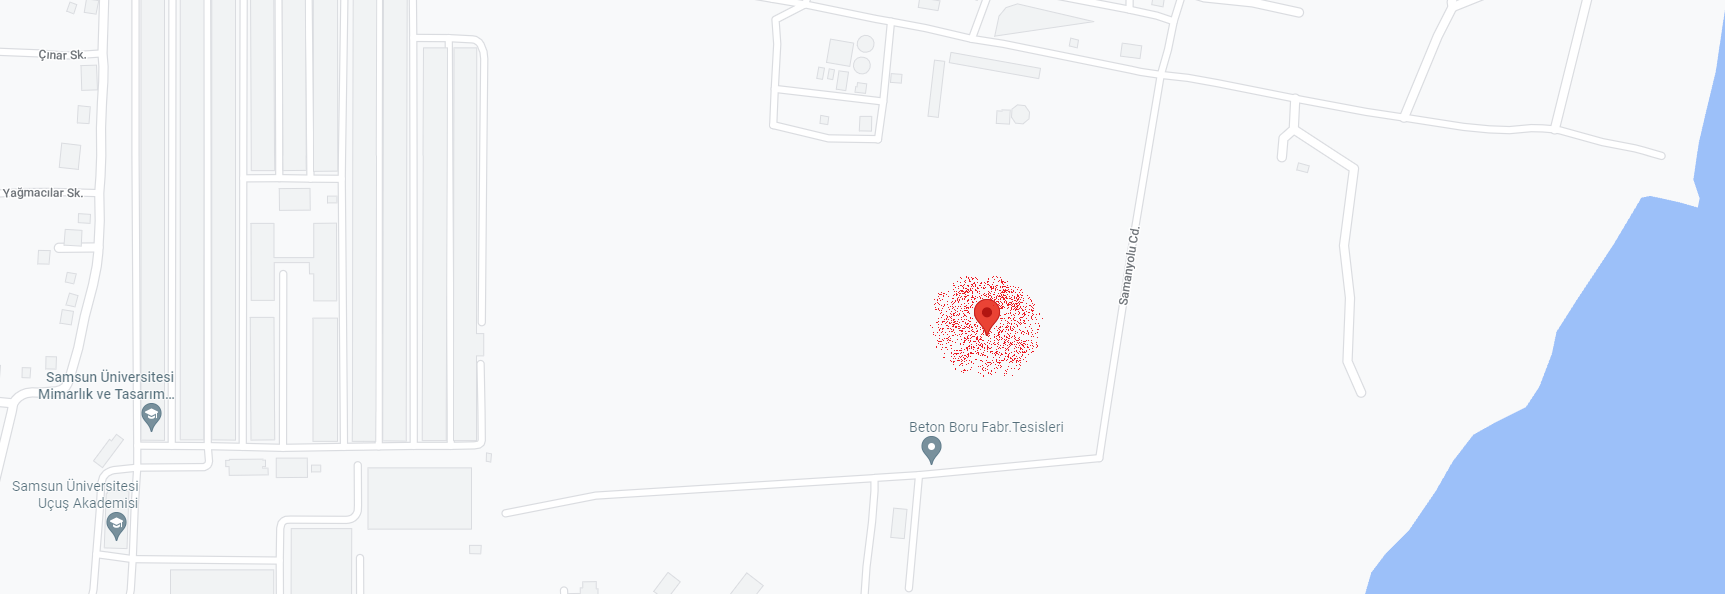 Çınar Sk.
Yağmacılar Sk.
Samanyolu Cd.
Samsun Üniversitesi
Mimarlık ve Tasarım...
Beton Boru Fabr.Tesisleri
Samsun Üniversitesi
Uçuş Akademisi